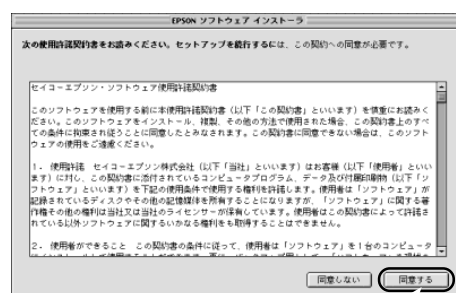 EPSON ソフトウェア インストーラ
次の使用許諾契約書をお読みください。セットアップを続行するには、この契約への同意が必要です。
セイコーエプソン・ソフトウェア使用許諾契約書
このソフトウェアを使用する前に本使用許諾契約書（以下「この契約書」といいます）を慎重にお読みく
ださい。このソフトウェアをインストール、複製、その他の方法で使用された場合、この契約書上のすべ
ての条件に拘束され従うことに同意したとみなされます。この契約書に同意できない場合は、このソフト
ウェアの使用をご遠慮ください。
1. 使用許諾　セイコーエプソン株式会社（以下「当社」といいます）はお客様（以下「使用者」といい
ます）に対し、この契約書に付されているコンピュータプログラム、データ及び付属印刷物（以下「ソ
フトウェア」といいます）を下記の使用条件で使用する権利を許諾します。使用者は「ソフトウェア」が
記録されているディスクやその他の記憶媒体を所有することになりますが、「ソフトウェア」に関する著
作権その他の権利は当社又は当社のライセンサーが保有しています。使用者はこの契約書によって許諾さ
れている以外ソフトウェアに関するいかなる権利をも取得することはできません。
2. 使用者ができること　この契約書の条件に従って、使用者は「ソフトウェア」を1台のコンピュータ
同意しない
同意する